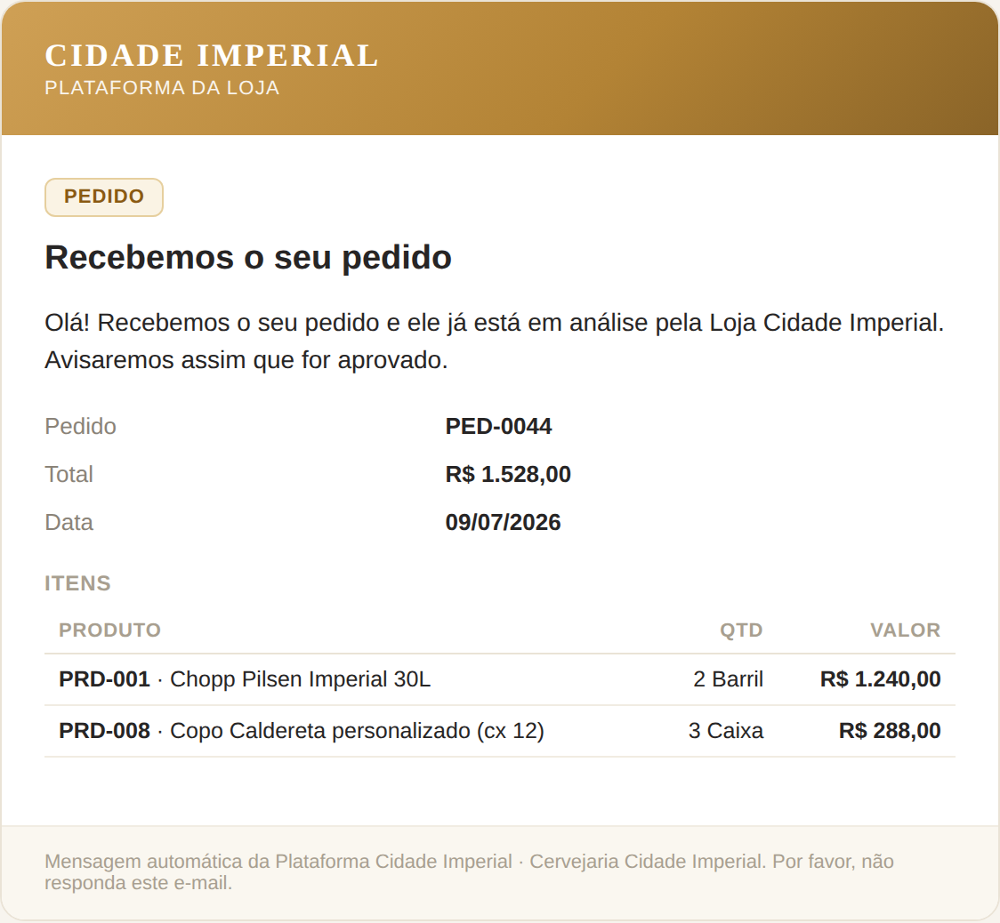 CIDADE IMPERIAL
PLATAFORMA DA LOJA
PEDIDO
Recebemos o seu pedido
Olá! Recebemos o seu pedido e ele já está em análise pela Loja Cidade Imperial.
Avisaremos assim que for aprovado.
Pedido PED-0044
Total R$ 1.528,00
Data 09/07/2026
ITENS
PRODUTO QTD VALOR
PRD-001 · Chopp Pilsen Imperial 30L 2 Barril R$ 1.240,00
PRD-008 · Copo Caldereta personalizado (cx 12) 3 Caixa R$ 288,00
Mensagem automática da Plataforma Cidade Imperial · Cervejaria Cidade Imperial. Por favor, não
responda este e-mail.